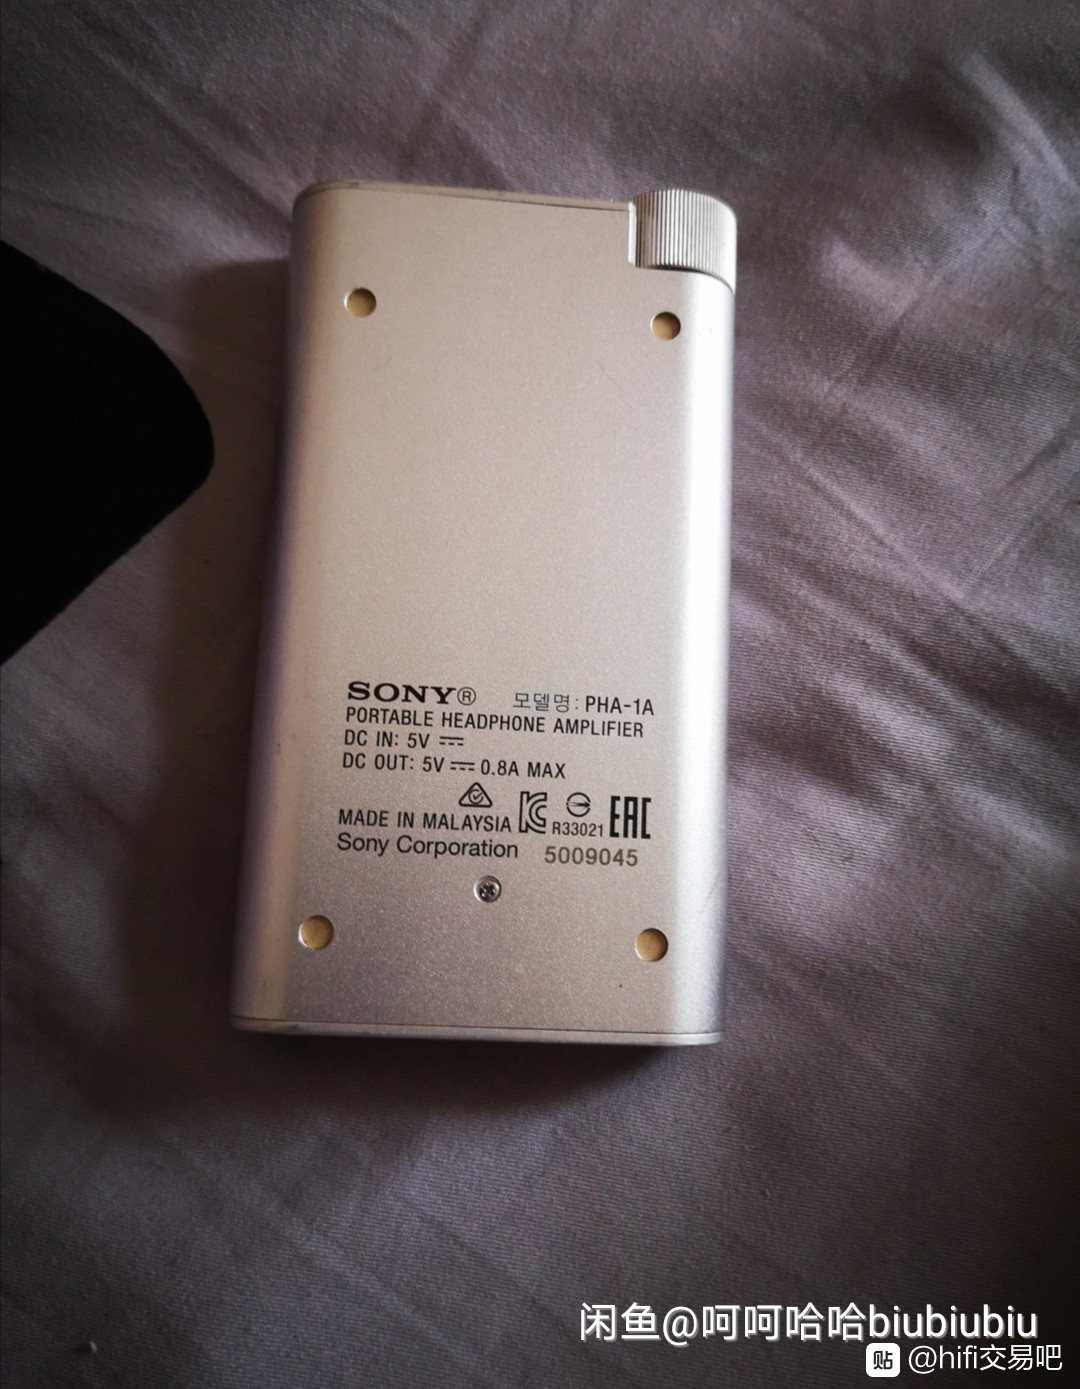 SONY® 모델명: PHA-1A
PORTABLE HEADPHONE AMPLIFIER
DC IN: 5V ⎓
DC OUT: 5V ⎓ 0.8A MAX
MADE IN MALAYSIA R33021 EAC
Sony Corporation 5009045
闲鱼@呵呵哈哈biubiubiu
贴 @hifi交易吧